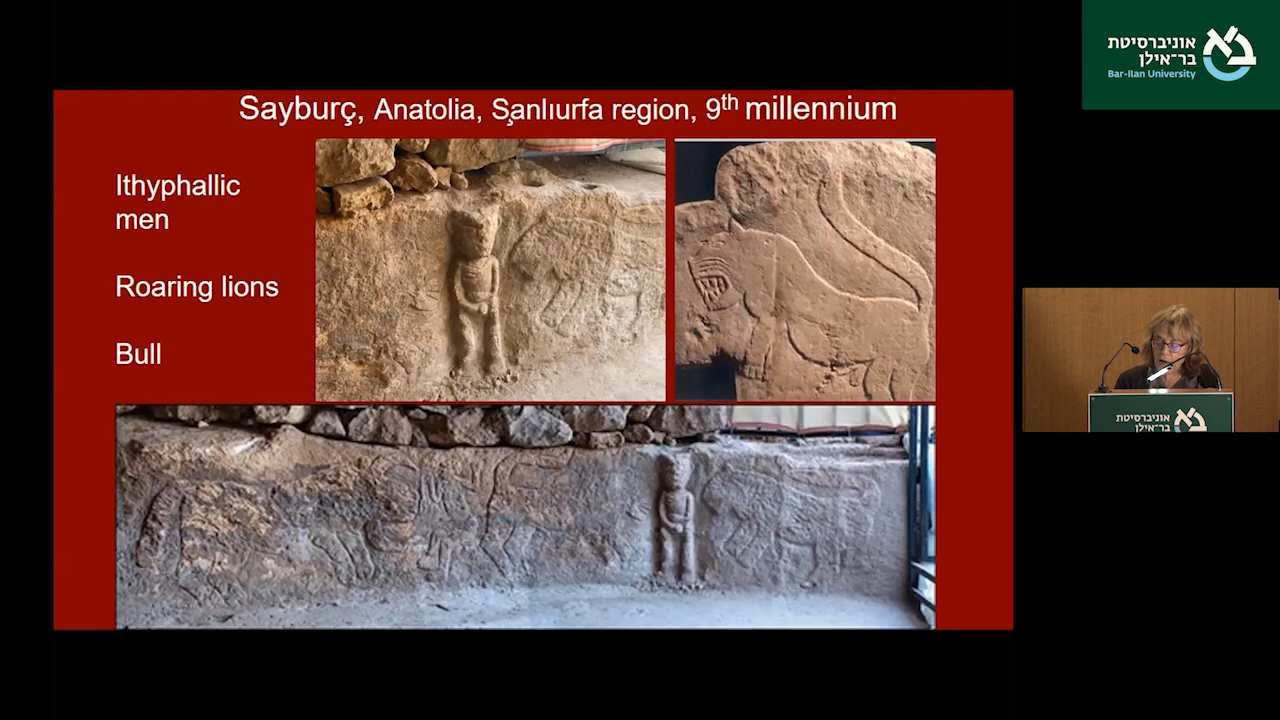 Sayburç, Anatolia, Şanlıurfa region, 9th millennium
Ithyphallic
men
Roaring lions
Bull
אוניברסיטת
בר־אילן
Bar-Ilan University
אוניברסיטת
בר־אילן